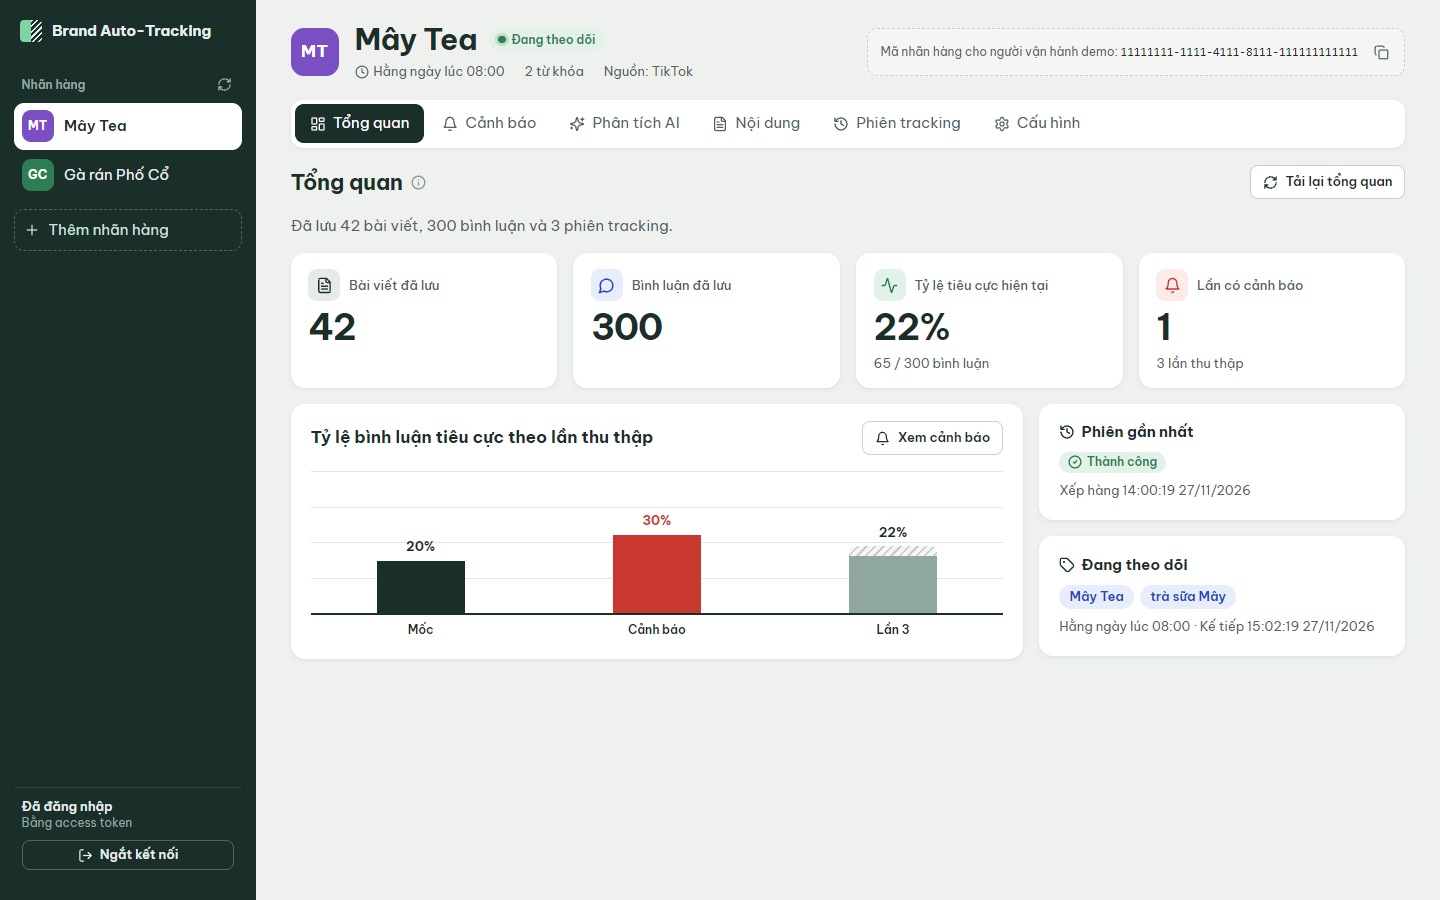 Brand Auto-Tracking
Nhãn hàng
MT Mây Tea
GC Gà rán Phố Cổ
Thêm nhãn hàng
Đã đăng nhập
Bằng access token
Ngắt kết nối
MT
Mây Tea
Đang theo dõi
Hằng ngày lúc 08:00 2 từ khóa Nguồn: TikTok
Mã nhãn hàng cho người vận hành demo: 11111111-1111-4111-8111-111111111111
Tổng quan Cảnh báo Phân tích AI Nội dung Phiên tracking Cấu hình
Tổng quan
Tải lại tổng quan
Đã lưu 42 bài viết, 300 bình luận và 3 phiên tracking.
Bài viết đã lưu
42
Bình luận đã lưu
300
Tỷ lệ tiêu cực hiện tại
22%
65 / 300 bình luận
Lần có cảnh báo
1
3 lần thu thập
Tỷ lệ bình luận tiêu cực theo lần thu thập
Xem cảnh báo
20%
30%
22%
Mốc
Cảnh báo
Lần 3
Phiên gần nhất
Thành công
Xếp hàng 14:00:19 27/11/2026
Đang theo dõi
Mây Tea trà sữa Mây
Hằng ngày lúc 08:00 · Kế tiếp 15:02:19 27/11/2026